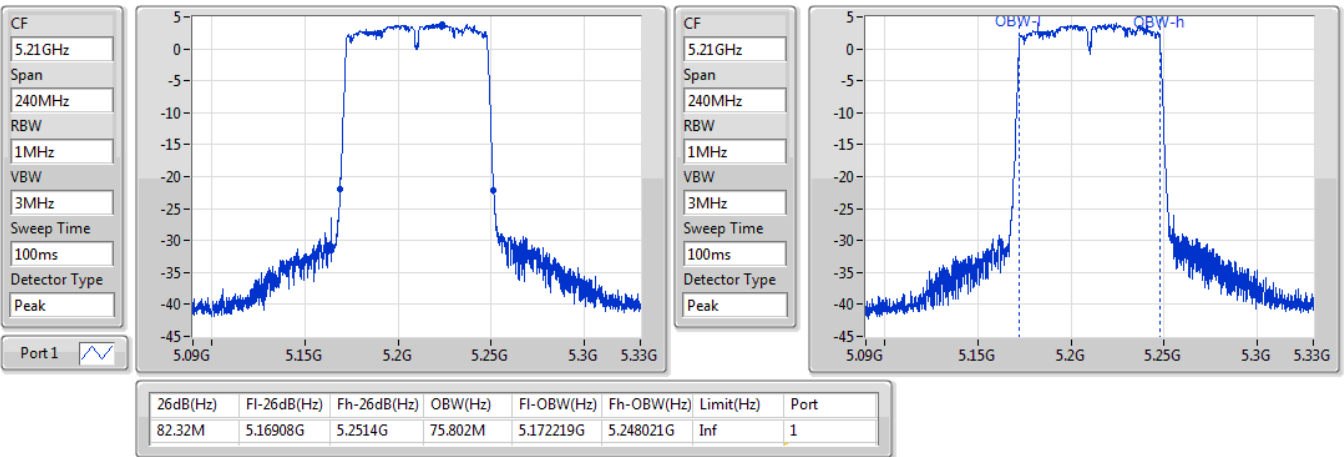 CF
5.21GHz
Span
240MHz
RBW
1MHz
VBW
3MHz
Sweep Time
100ms
Detector Type
Peak
Port 1
5
0
-5
-10
-15
-20
-25
-30
-35
-40
-45
5.09G 5.15G 5.2G 5.25G 5.3G 5.33G
CF
5.21GHz
Span
240MHz
RBW
1MHz
VBW
3MHz
Sweep Time
100ms
Detector Type
Peak
OBW-l OBW-h
5
0
-5
-10
-15
-20
-25
-30
-35
-40
-45
5.09G 5.15G 5.2G 5.25G 5.3G 5.33G
26dB(Hz) Fl-26dB(Hz) Fh-26dB(Hz) OBW(Hz) Fl-OBW(Hz) Fh-OBW(Hz) Limit(Hz) Port
82.32M 5.16908G 5.2514G 75.802M 5.172219G 5.248021G Inf 1